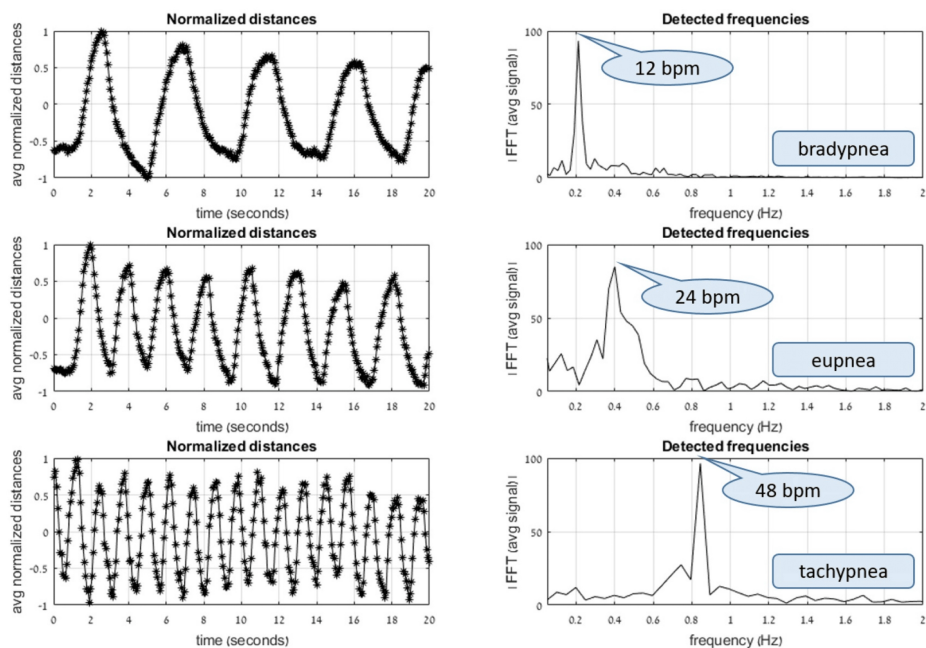 Normalized distances
avg normalized distances
1
0.5
0
-0.5
-1
0 2 4 6 8 10 12 14 16 18 20
time (seconds)
Detected frequencies
| FFT (avg signal) |
100
50
0
0.2 0.4 0.6 0.8 1 1.2 1.4 1.6 1.8 2
frequency (Hz)
12 bpm
bradypnea
Normalized distances
avg normalized distances
1
0.5
0
-0.5
-1
0 2 4 6 8 10 12 14 16 18 20
time (seconds)
Detected frequencies
| FFT (avg signal) |
100
50
0
0.2 0.4 0.6 0.8 1 1.2 1.4 1.6 1.8 2
frequency (Hz)
24 bpm
eupnea
Normalized distances
avg normalized distances
1
0.5
0
-0.5
-1
0 2 4 6 8 10 12 14 16 18 20
time (seconds)
Detected frequencies
| FFT (avg signal) |
100
50
0
0.2 0.4 0.6 0.8 1 1.2 1.4 1.6 1.8 2
frequency (Hz)
48 bpm
tachypnea